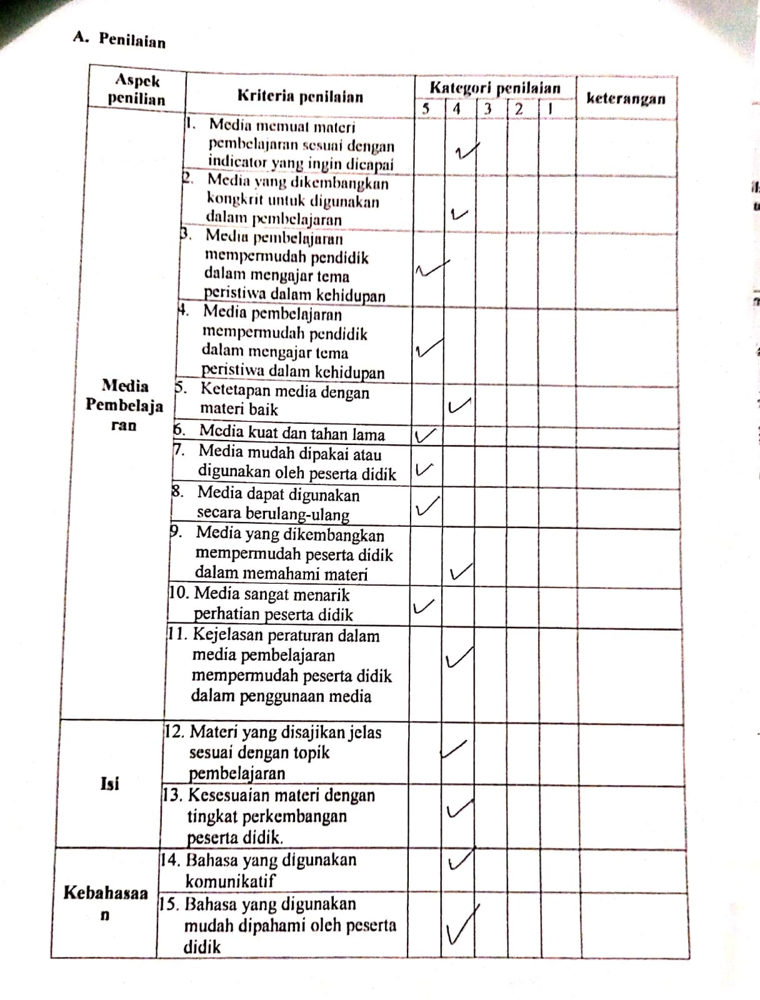 A. Penilaian
Aspek
penilian
Kriteria penilaian
Kategori penilaian
keterangan
5 4 3 2 1
1. Media memuat materi
pembelajaran sesuai dengan
indicator yang ingin dicapai
2. Media yang dikembangkan
kongkrit untuk digunakan
dalam pembelajaran
3. Media pembelajaran
mempermudah pendidik
dalam mengajar tema
peristiwa dalam kehidupan
4. Media pembelajaran
mempermudah pendidik
dalam mengajar tema
peristiwa dalam kehidupan
Media
Pembelaja
ran
5. Ketetapan media dengan
materi baik
6. Media kuat dan tahan lama
7. Media mudah dipakai atau
digunakan oleh peserta didik
8. Media dapat digunakan
secara berulang-ulang
9. Media yang dikembangkan
mempermudah peserta didik
dalam memahami materi
10. Media sangat menarik
perhatian peserta didik
11. Kejelasan peraturan dalam
media pembelajaran
mempermudah peserta didik
dalam penggunaan media
Isi
12. Materi yang disajikan jelas
sesuai dengan topik
pembelajaran
13. Kesesuaian materi dengan
tingkat perkembangan
peserta didik.
Kebahasaa
n
14. Bahasa yang digunakan
komunikatif
15. Bahasa yang digunakan
mudah dipahami oleh peserta
didik